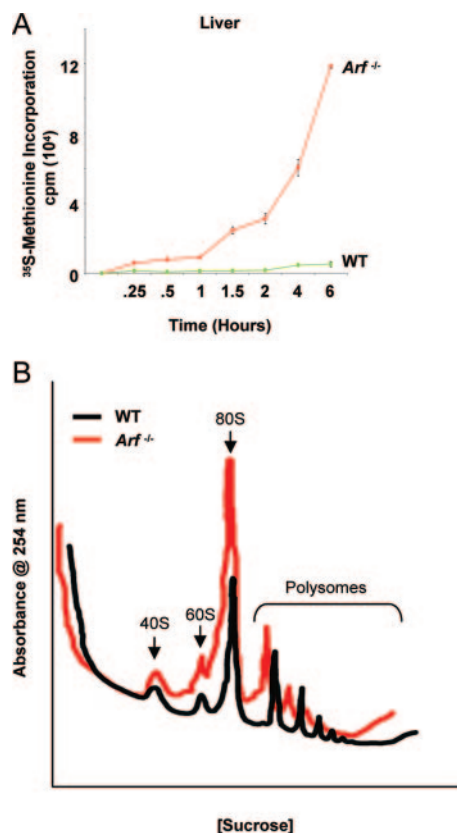 A
Liver
³⁵S-Methionine Incorporation
cpm (10⁴)
12
8
4
0
Arf -/-
WT
.25 .5 1 1.5 2 4 6
Time (Hours)
B
WT
Arf -/-
80S
60S
40S
Polysomes
Absorbance @ 254 nm
[Sucrose]